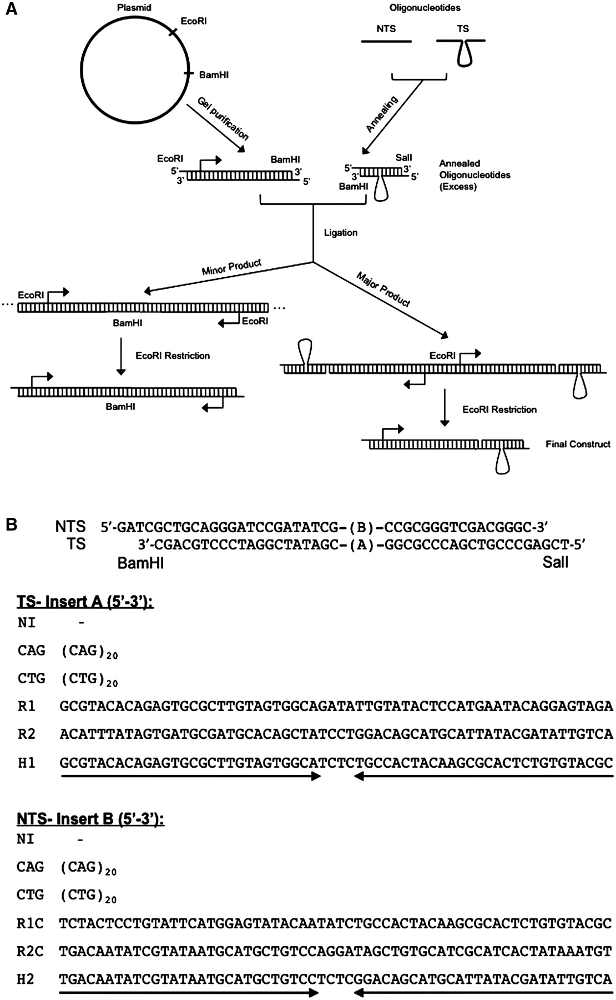 A
Plasmid
Oligonucleotides
EcoRI
NTS
TS
BamHI
Gel purification
Annealing
EcoRI
BamHI
5'
3'
3'
5'
SalI
5'
3'
3'
5'
BamHI
Annealed
Oligonucleotides
(Excess)
Ligation
Minor Product
Major Product
EcoRI
...
...
BamHI
EcoRI
EcoRI Restriction
BamHI
EcoRI
EcoRI Restriction
Final Construct
B
NTS 5'-GATCGCTGCAGGGATCCGATATCG-(B)-CCGCGGGTCGACGGGC-3'
TS 3'-CGACGTCCCTAGGCTATAGC-(A)-GGCGCCCAGCTGCCCGAGCT-5'
BamHI SalI
TS- Insert A (5'-3'):
NI -
CAG (CAG)20
CTG (CTG)20
R1 GCGTACACAGAGTGCGCTTGTAGTGGCAGATATTGTATACTCCATGAATACAGGAGTAGA
R2 ACATTTATAGTGATGCGATGCACAGCTATCCTGGACAGCATGCATTATACGATATTGTCA
H1 GCGTACACAGAGTGCGCTTGTAGTGGCATCTCTGCCACTACAAGCGCACTCTGTGTACGC
NTS- Insert B (5'-3'):
NI -
CAG (CAG)20
CTG (CTG)20
R1C TCTACTCCTGTATTCATGGAGTATACAATATCTGCCACTACAAGCGCACTCTGTGTACGC
R2C TGACAATATCGTATAATGCATGCTGTCCAGGATAGCTGTGCATCGCATCACTATAAATGT
H2 TGACAATATCGTATAATGCATGCTGTCCTCTCGGACAGCATGCATTATACGATATTGTCA